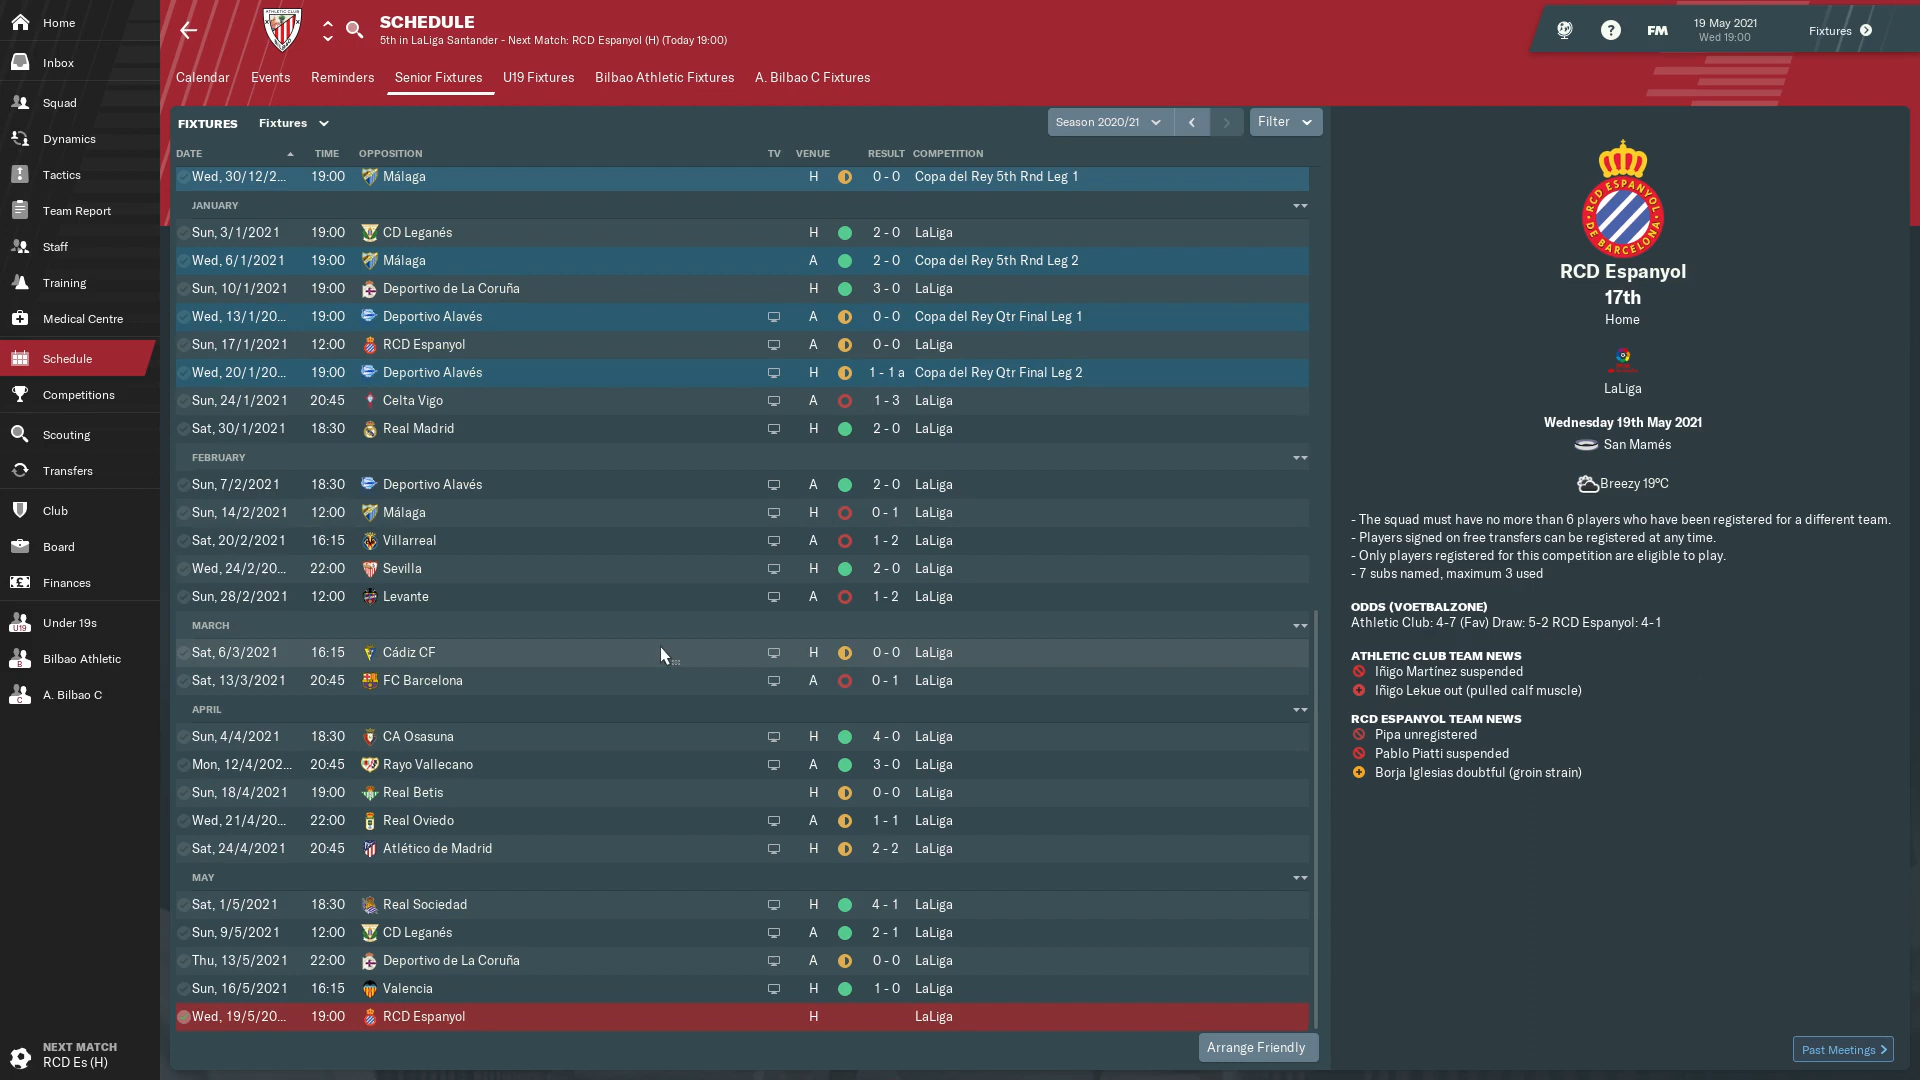 Home
Inbox
Squad
Dynamics
Tactics
Team Report
Staff
Training
Medical Centre
Schedule
Competitions
Scouting
Transfers
Club
Board
Finances
U19 Under 19s
B Bilbao Athletic
C A. Bilbao C
NEXT MATCH
RCD Es (H)
SCHEDULE
5th in LaLiga Santander - Next Match: RCD Espanyol (H) (Today 19:00)
? FM 19 May 2021 Wed 19:00 Fixtures
Calendar Events Reminders Senior Fixtures U19 Fixtures Bilbao Athletic Fixtures A. Bilbao C Fixtures
FIXTURES Fixtures Season 2020/21 Filter
DATE TIME OPPOSITION TV VENUE RESULT COMPETITION
Wed, 30/12/2... 19:00 Málaga H 0 - 0 Copa del Rey 5th Rnd Leg 1
JANUARY
Sun, 3/1/2021 19:00 CD Leganés H 2 - 0 LaLiga
Wed, 6/1/2021 19:00 Málaga A 2 - 0 Copa del Rey 5th Rnd Leg 2
Sun, 10/1/2021 19:00 Deportivo de La Coruña H 3 - 0 LaLiga
Wed, 13/1/20... 19:00 Deportivo Alavés A 0 - 0 Copa del Rey Qtr Final Leg 1
Sun, 17/1/2021 12:00 RCD Espanyol A 0 - 0 LaLiga
Wed, 20/1/20... 19:00 Deportivo Alavés H 1 - 1 a Copa del Rey Qtr Final Leg 2
Sun, 24/1/2021 20:45 Celta Vigo A 1 - 3 LaLiga
Sat, 30/1/2021 18:30 Real Madrid H 2 - 0 LaLiga
FEBRUARY
Sun, 7/2/2021 18:30 Deportivo Alavés A 2 - 0 LaLiga
Sun, 14/2/2021 12:00 Málaga H 0 - 1 LaLiga
Sat, 20/2/2021 16:15 Villarreal A 1 - 2 LaLiga
Wed, 24/2/20... 22:00 Sevilla H 2 - 0 LaLiga
Sun, 28/2/2021 12:00 Levante A 1 - 2 LaLiga
MARCH
Sat, 6/3/2021 16:15 Cádiz CF H 0 - 0 LaLiga
Sat, 13/3/2021 20:45 FC Barcelona A 0 - 1 LaLiga
APRIL
Sun, 4/4/2021 18:30 CA Osasuna H 4 - 0 LaLiga
Mon, 12/4/202... 20:45 Rayo Vallecano A 3 - 0 LaLiga
Sun, 18/4/2021 19:00 Real Betis H 0 - 0 LaLiga
Wed, 21/4/20... 22:00 Real Oviedo A 1 - 1 LaLiga
Sat, 24/4/2021 20:45 Atlético de Madrid H 2 - 2 LaLiga
MAY
Sat, 1/5/2021 18:30 Real Sociedad H 4 - 1 LaLiga
Sun, 9/5/2021 12:00 CD Leganés A 2 - 1 LaLiga
Thu, 13/5/2021 22:00 Deportivo de La Coruña A 0 - 0 LaLiga
Sun, 16/5/2021 16:15 Valencia H 1 - 0 LaLiga
Wed, 19/5/20... 19:00 RCD Espanyol H LaLiga
Arrange Friendly
RCD ESPANYOL DE BARCELONA
RCD Espanyol
17th
Home
LaLiga
Wednesday 19th May 2021
San Mamés
Breezy 19ºC
- The squad must have no more than 6 players who have been registered for a different team.
- Players signed on free transfers can be registered at any time.
- Only players registered for this competition are eligible to play.
- 7 subs named, maximum 3 used
ODDS (VOETBALZONE)
Athletic Club: 4-7 (Fav) Draw: 5-2 RCD Espanyol: 4-1
ATHLETIC CLUB TEAM NEWS
Iñigo Martínez suspended
Iñigo Lekue out (pulled calf muscle)
RCD ESPANYOL TEAM NEWS
Pipa unregistered
Pablo Piatti suspended
Borja Iglesias doubtful (groin strain)
Past Meetings